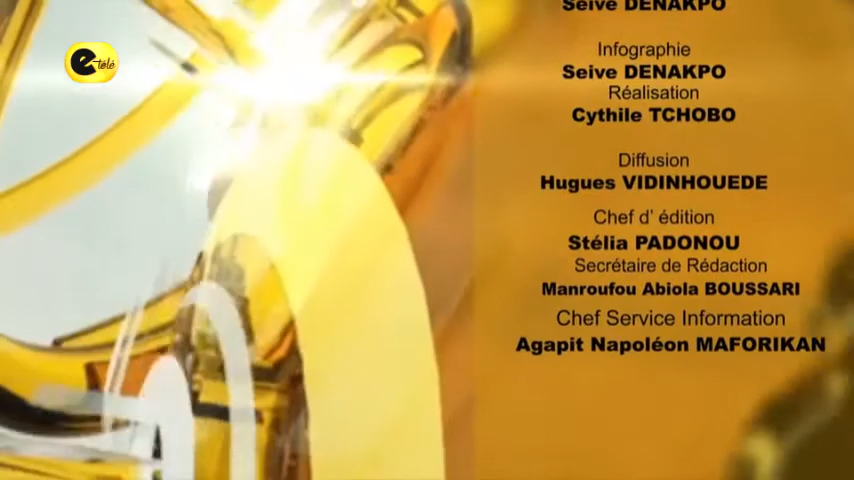 e-télé
Seive DENAKPO
Infographie
Seive DENAKPO
Réalisation
Cythile TCHOBO
Diffusion
Hugues VIDINHOUEDE
Chef d' édition
Stélia PADONOU
Secrétaire de Rédaction
Manroufou Abiola BOUSSARI
Chef Service Information
Agapit Napoléon MAFORIKAN